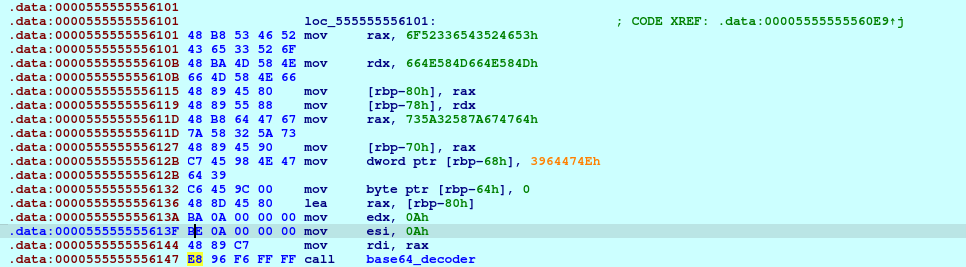 .data:0000555555556101
.data:0000555555556101 loc_555555556101: ; CODE XREF: .data:00005555555560E9↑j
.data:0000555555556101 48 B8 53 46 52 mov rax, 6F52336543524653h
.data:0000555555556101 43 65 33 52 6F
.data:000055555555610B 48 BA 4D 58 4E mov rdx, 664E584D664E584Dh
.data:000055555555610B 66 4D 58 4E 66
.data:0000555555556115 48 89 45 80 mov [rbp-80h], rax
.data:0000555555556119 48 89 55 88 mov [rbp-78h], rdx
.data:000055555555611D 48 B8 64 47 67 mov rax, 735A32587A674764h
.data:000055555555611D 7A 58 32 5A 73
.data:0000555555556127 48 89 45 90 mov [rbp-70h], rax
.data:000055555555612B C7 45 98 4E 47 mov dword ptr [rbp-68h], 3964474Eh
.data:000055555555612B 64 39
.data:0000555555556132 C6 45 9C 00 mov byte ptr [rbp-64h], 0
.data:0000555555556136 48 8D 45 80 lea rax, [rbp-80h]
.data:000055555555613A BA 0A 00 00 00 mov edx, 0Ah
.data:000055555555613F BE 0A 00 00 00 mov esi, 0Ah
.data:0000555555556144 48 89 C7 mov rdi, rax
.data:0000555555556147 E8 96 F6 FF FF call base64_decoder